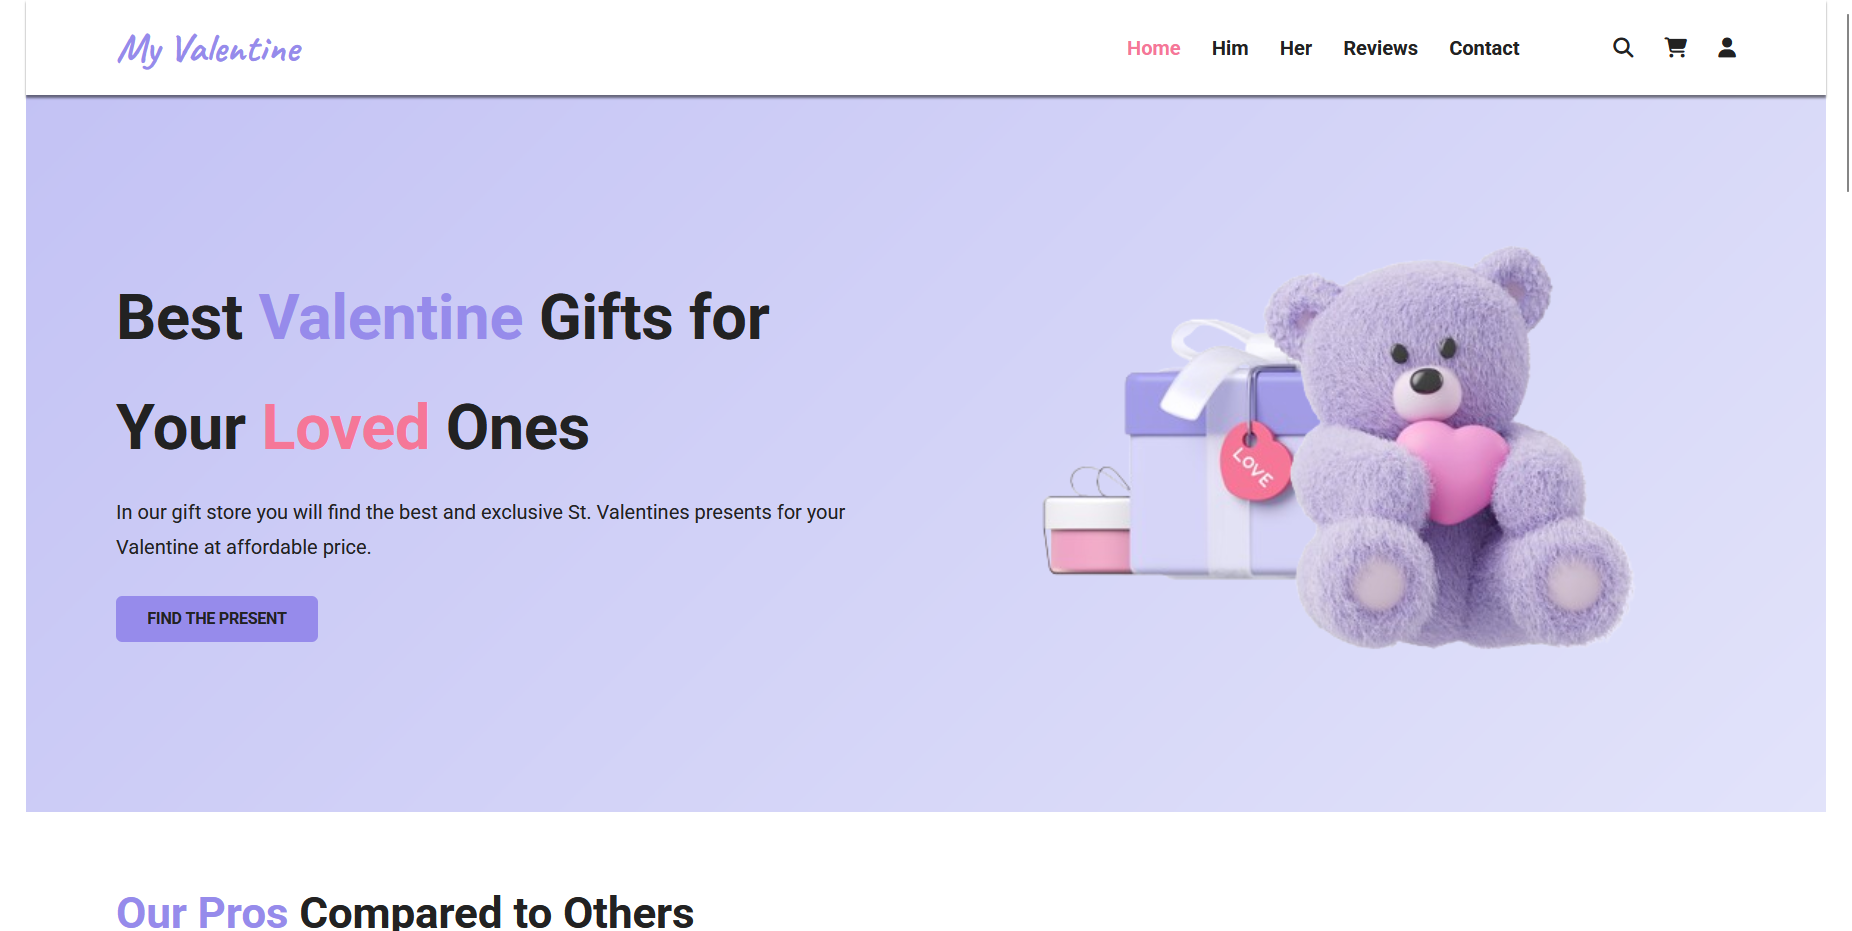 My Valentine
Home Him Her Reviews Contact
Best Valentine Gifts for
Your Loved Ones
LOVE
In our gift store you will find the best and exclusive St. Valentines presents for your
Valentine at affordable price.
FIND THE PRESENT
Our Pros Compared to Others